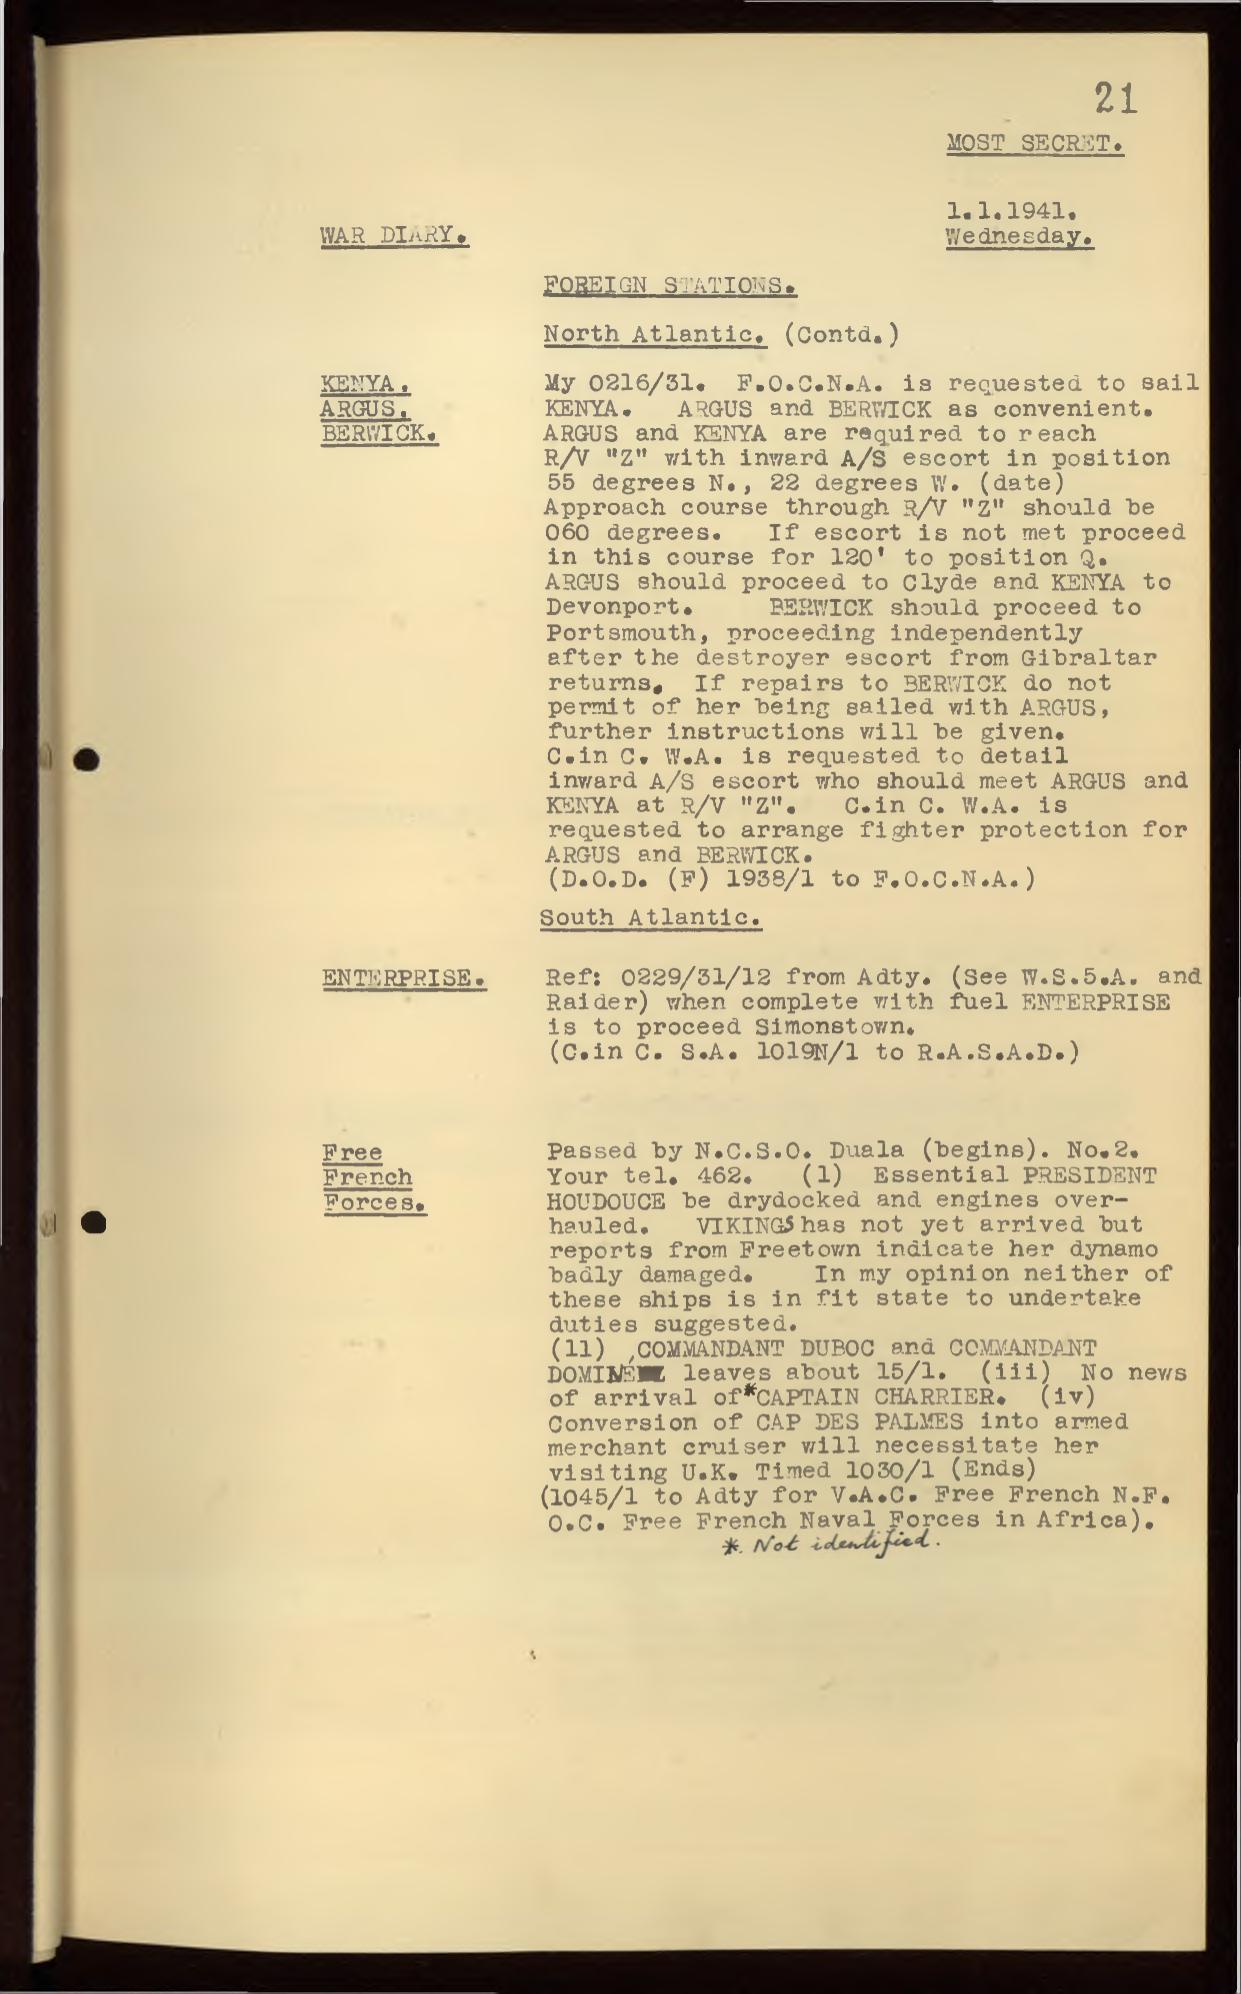 21
MOST SECRET.
1.1.1941.
WAR DIARY.
Wednesday.
FOREIGN STATIONS.
North Atlantic. (Contd.)
KENYA.
ARGUS.
BERWICK.
My 0216/31. F.O.C.N.A. is requested to sail
KENYA. ARGUS and BERWICK as convenient.
ARGUS and KENYA are required to reach
R/V "Z" with inward A/S escort in position
55 degrees N., 22 degrees W. (date)
Approach course through R/V "Z" should be
060 degrees. If escort is not met proceed
in this course for 120' to position Q.
ARGUS should proceed to Clyde and KENYA to
Devonport. BERWICK should proceed to
Portsmouth, proceeding independently
after the destroyer escort from Gibraltar
returns. If repairs to BERWICK do not
permit of her being sailed with ARGUS,
further instructions will be given.
C.in C. W.A. is requested to detail
inward A/S escort who should meet ARGUS and
KENYA at R/V "Z". C.in C. W.A. is
requested to arrange fighter protection for
ARGUS and BERWICK.
(D.O.D. (F) 1938/1 to F.O.C.N.A.)
South Atlantic.
ENTERPRISE.
Ref: 0229/31/12 from Adty. (See W.S.5.A. and
Raider) when complete with fuel ENTERPRISE
is to proceed Simonstown.
(C.in C. S.A. 1019N/1 to R.A.S.A.D.)
Free
French
Forces.
Passed by N.C.S.O. Duala (begins). No.2.
Your tel. 462. (1) Essential PRESIDENT
HOUDOUCE be drydocked and engines over-
hauled. VIKINGS has not yet arrived but
reports from Freetown indicate her dynamo
badly damaged. In my opinion neither of
these ships is in fit state to undertake
duties suggested.
(11) COMMANDANT DUBOC and COMMANDANT
DOMINE leaves about 15/1. (iii) No news
of arrival of *CAPTAIN CHARRIER. (iv)
Conversion of CAP DES PALMES into armed
merchant cruiser will necessitate her
visiting U.K. Timed 1030/1 (Ends)
(1045/1 to Adty for V.A.C. Free French N.F.
O.C. Free French Naval Forces in Africa).
*. Not identified.